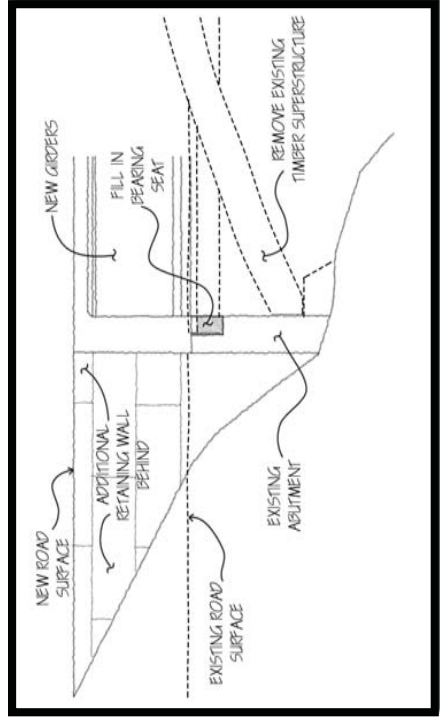 NEW ROAD
SURFACE
ADDITIONAL
RETAINING WALL
BEHIND
NEW GIRDERS
FILL IN
BEARING
SEAT
EXISTING ROAD
SURFACE
EXISTING
ABUTMENT
REMOVE EXISTING
TIMBER SUPERSTRUCTURE